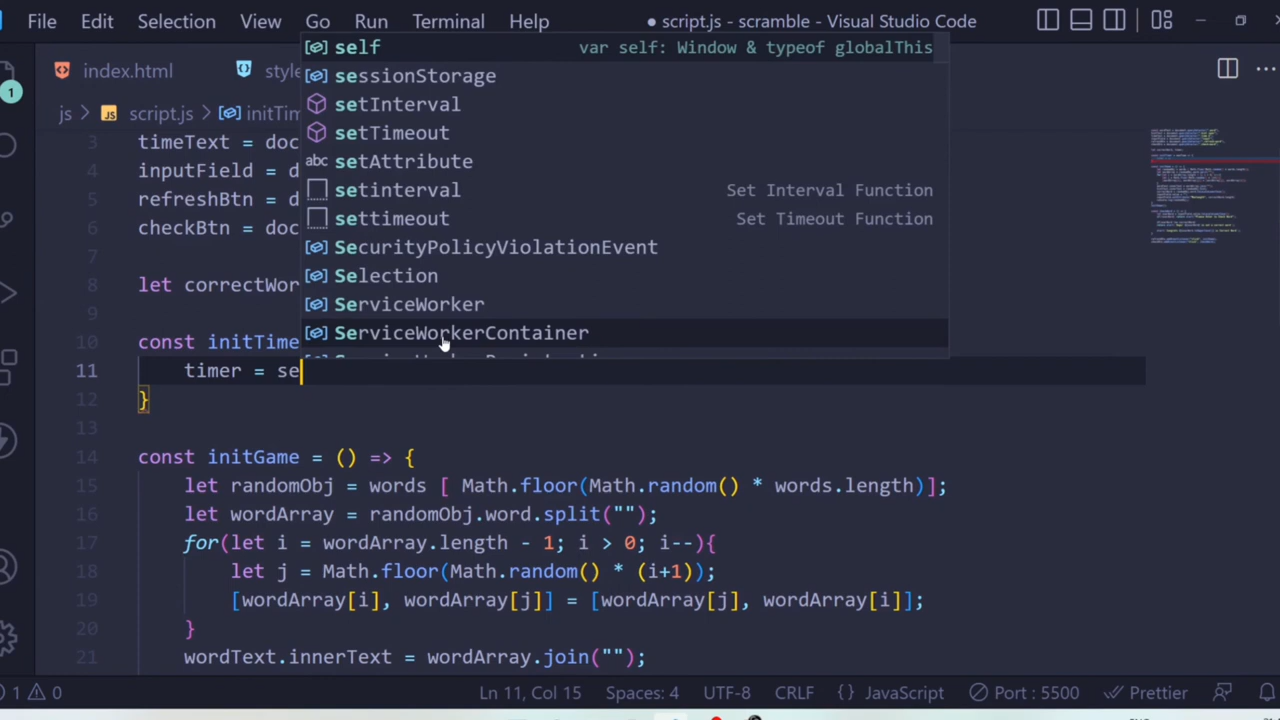 File Edit Selection View Go Run Terminal Help ● script.js - scramble - Visual Studio Code
index.html style
js > JS script.js > initTim
self var self: Window & typeof globalThis
sessionStorage
setInterval
setTimeout
abc setAttribute
setinterval Set Interval Function
settimeout Set Timeout Function
SecurityPolicyViolationEvent
Selection
ServiceWorker
ServiceWorkerContainer
1
3 timeText = doc
4 inputField =
5 refreshBtn = d
6 checkBtn = doc
7
8 let correctWor
9
10 const initTime
11 timer = se
12 }
13
14 const initGame = () => {
15 let randomObj = words [ Math.floor(Math.random() * words.length)];
16 let wordArray = randomObj.word.split("");
17 for(let i = wordArray.length - 1; i > 0; i--){
18 let j = Math.floor(Math.random() * (i+1));
19 [wordArray[i], wordArray[j]] = [wordArray[j], wordArray[i]];
20 }
21 wordText.innerText = wordArray.join("");
1 0 Ln 11, Col 15 Spaces: 4 UTF-8 CRLF {} JavaScript Port : 5500 Prettier